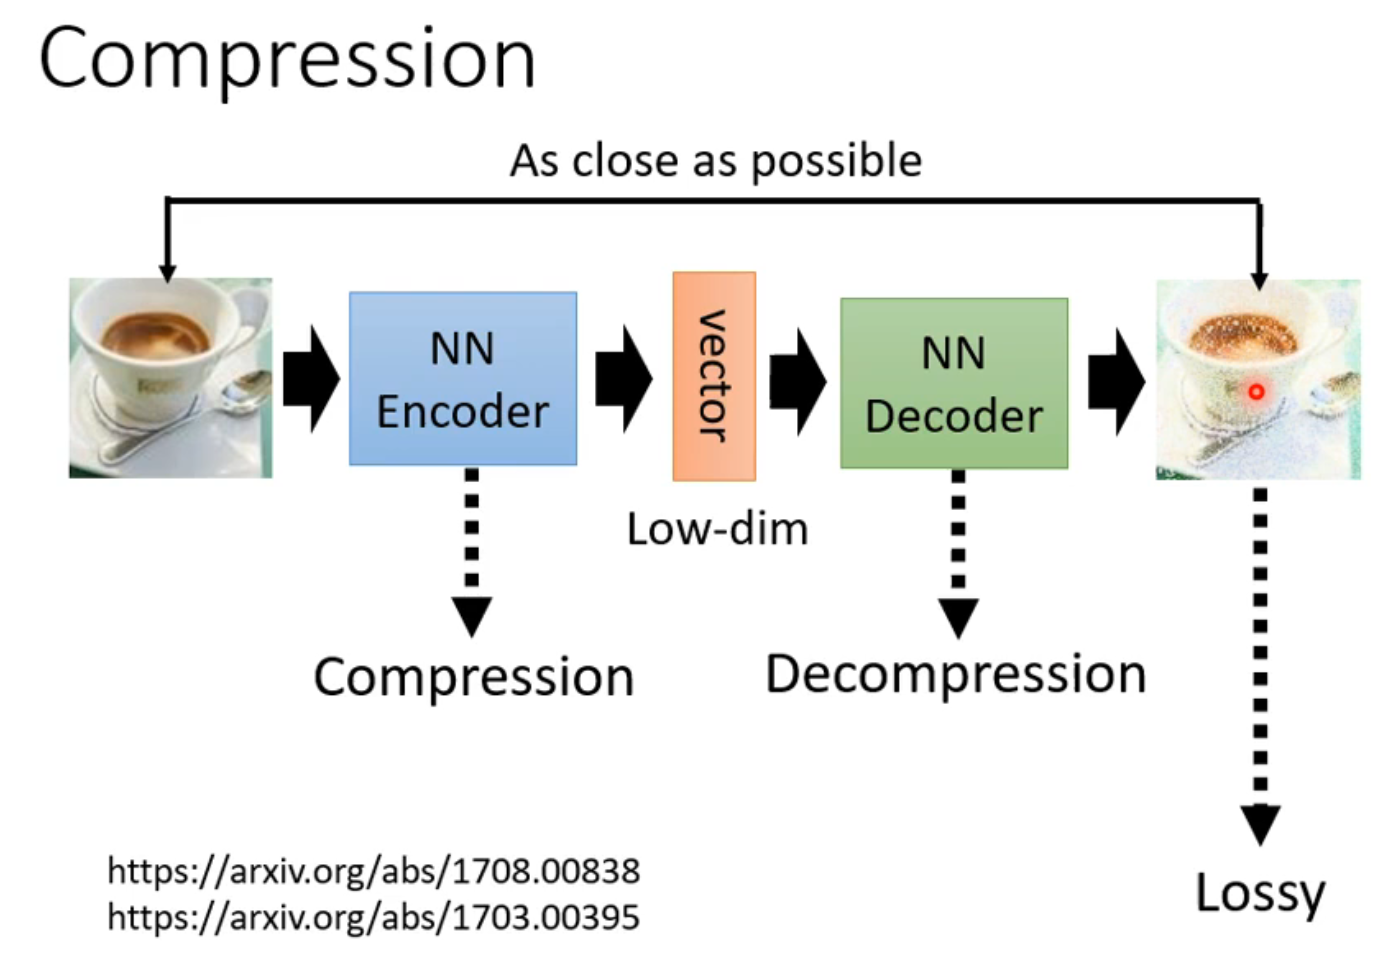 Compression
As close as possible
NN
Encoder
vector
NN
Decoder
Low-dim
Compression
Decompression
https://arxiv.org/abs/1708.00838
https://arxiv.org/abs/1703.00395
Lossy